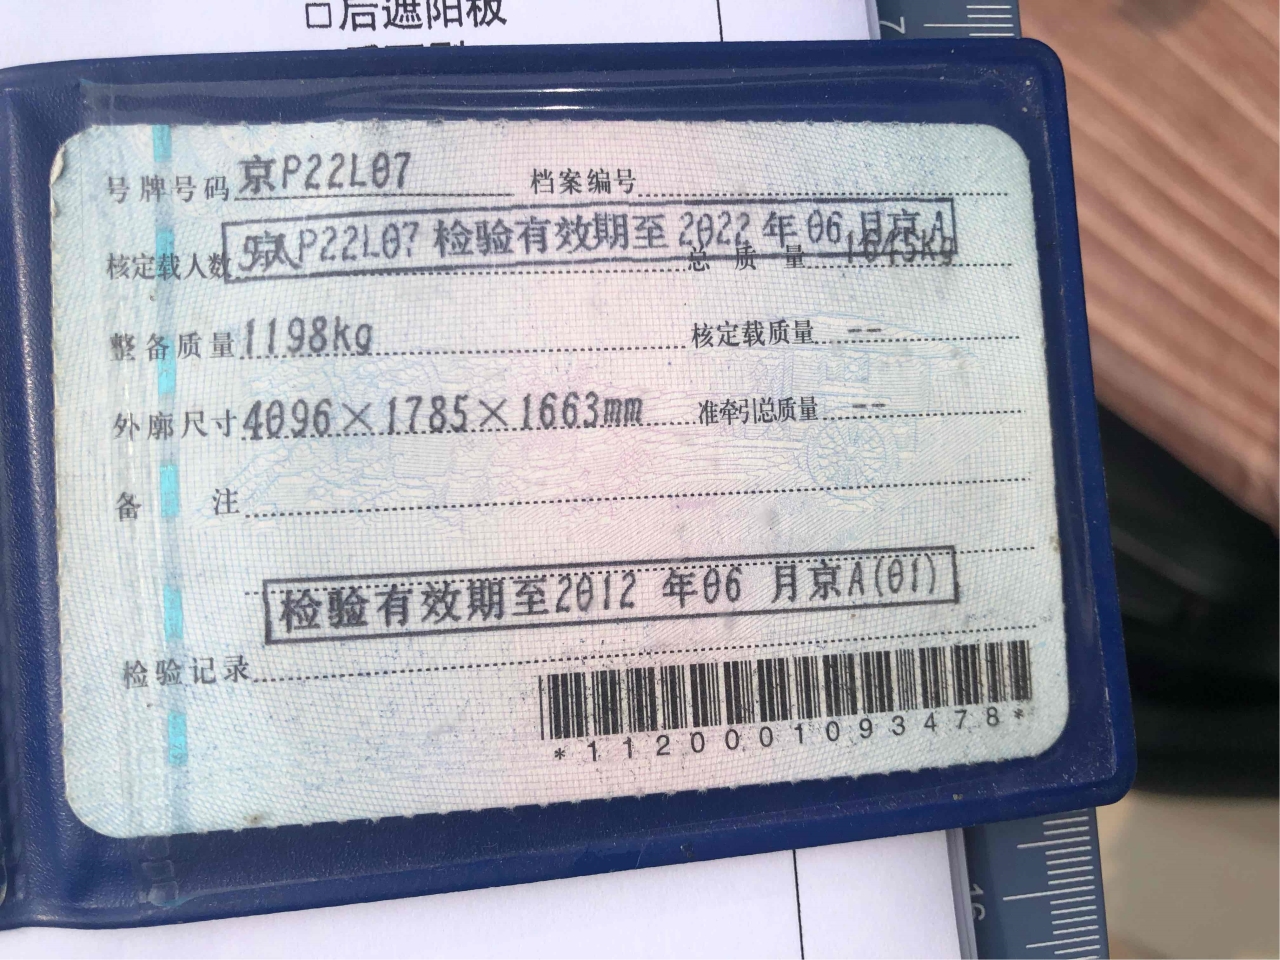 □后遮阳板
7
号牌号码 京P22L07 档案编号
京P22L07 检验有效期至2022年06月京A
核定载人数 5人 总质量 1645kg
整备质量 1198kg 核定载质量 --
外廓尺寸 4096×1785×1663mm 准牵引总质量 --
备注
检验有效期至2012 年06 月京A(01)
检验记录
*1120001093478*
16